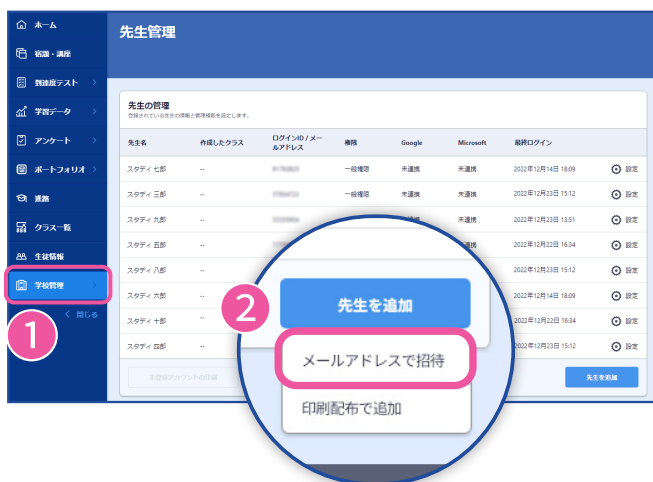 ホーム
宿題・講座
到達度テスト
学習データ
アンケート
ポートフォリオ
進路
クラス一覧
生徒情報
学校管理
閉じる
1
先生管理
先生の管理
登録されている先生の情報と管理権限を設定します。
先生名 作成したクラス ログインID / メールアドレス 権限 Google Microsoft 最終ログイン
スタディ 七郎 -- 一般権限 未連携 未連携 2022年12月14日 18:09 設定
スタディ 三郎 -- 一般権限 未連携 未連携 2022年12月23日 15:12 設定
スタディ 九郎 -- 未連携 2022年12月23日 13:51 設定
スタディ 五郎 -- 未連携 2022年12月22日 16:34 設定
スタディ 八郎 -- 2022年12月23日 15:12 設定
スタディ 六郎 -- 2022年12月14日 18:09 設定
スタディ 十郎 -- 2022年12月22日 16:34 設定
スタディ 四郎 -- 2022年12月23日 15:12 設定
未登録アカウントの印刷
先生を追加
2
先生を追加
メールアドレスで招待
印刷配布で追加